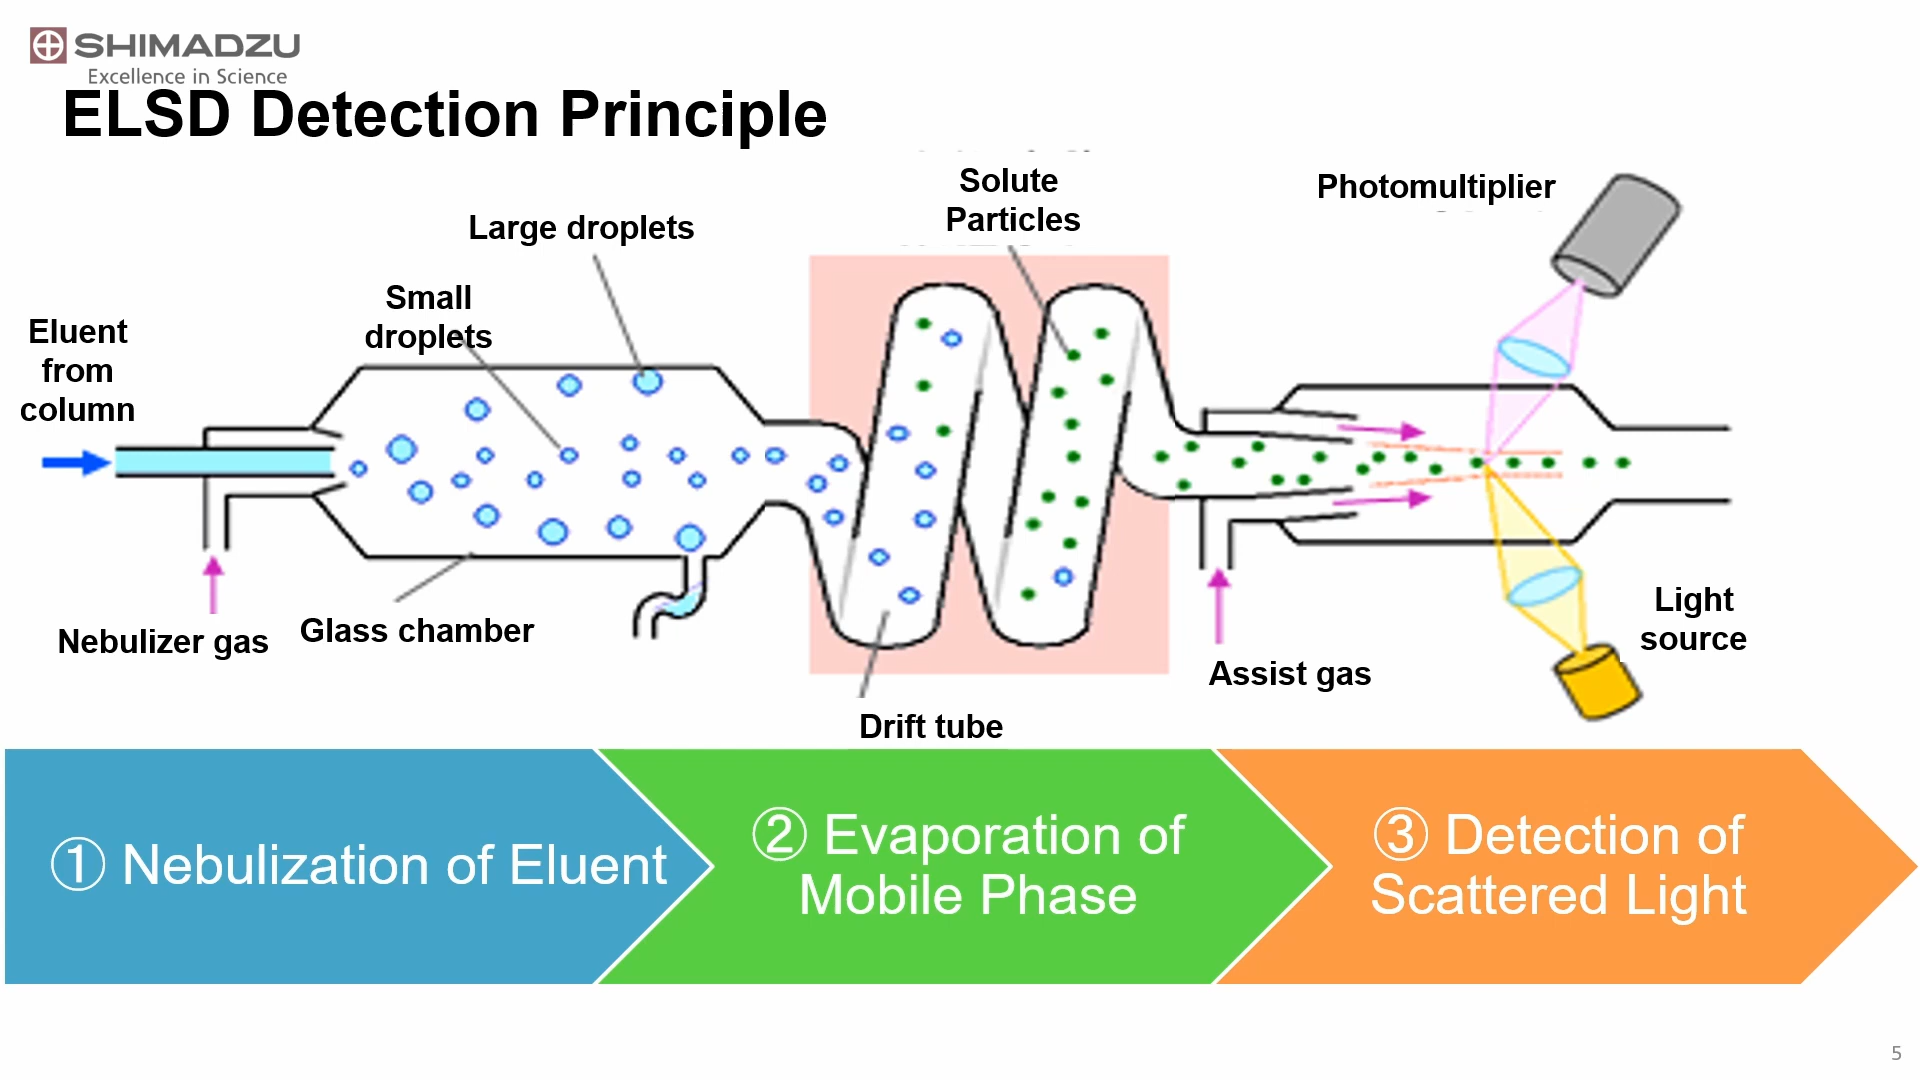 SHIMADZU
Excellence in Science
ELSD Detection Principle
Solute
Particles
Photomultiplier
Large droplets
Small
droplets
Eluent
from
column
Nebulizer gas
Glass chamber
Drift tube
Assist gas
Light
source
① Nebulization of Eluent
② Evaporation of
Mobile Phase
③ Detection of
Scattered Light
5